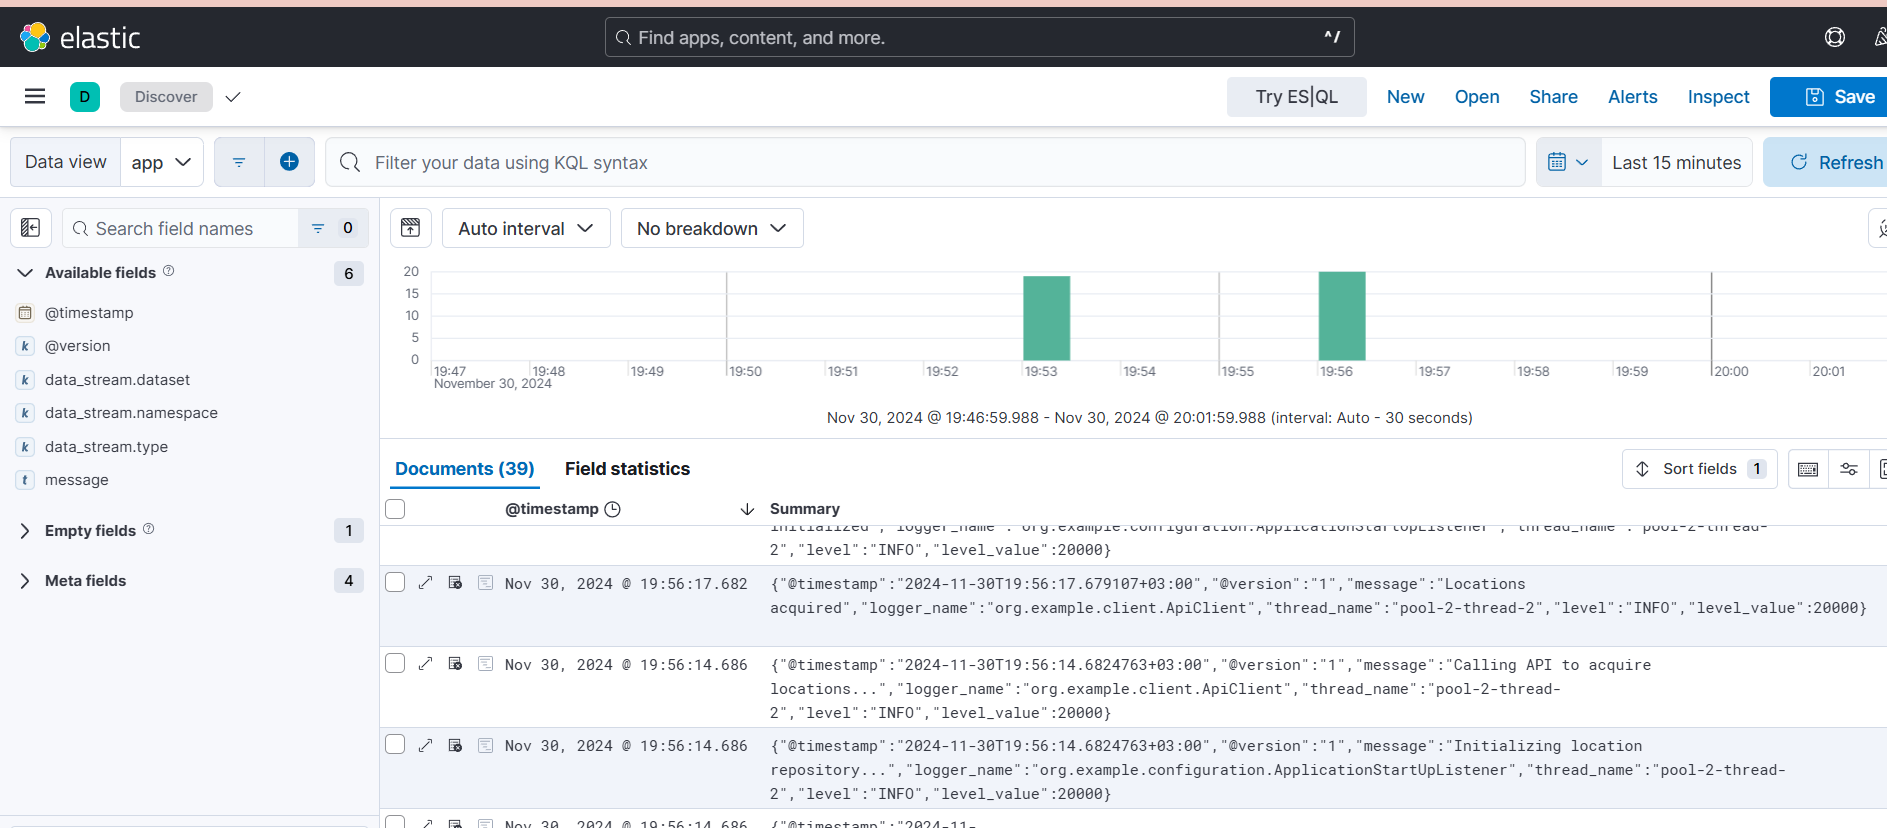 elastic
Find apps, content, and more.
^/
D
Discover
Try ES|QL
New
Open
Share
Alerts
Inspect
Save
Data view
app
Filter your data using KQL syntax
Last 15 minutes
Refresh
Search field names
0
Auto interval
No breakdown
Available fields
6
@timestamp
@version
data_stream.dataset
data_stream.namespace
data_stream.type
message
Empty fields
1
Meta fields
4
20
15
10
5
0
19:47
19:48
19:49
19:50
19:51
19:52
19:53
19:54
19:55
19:56
19:57
19:58
19:59
20:00
20:01
November 30, 2024
Nov 30, 2024 @ 19:46:59.988 - Nov 30, 2024 @ 20:01:59.988 (interval: Auto - 30 seconds)
Documents (39)
Field statistics
Sort fields
1
@timestamp
Summary
initialized","logger_name":"org.example.configuration.ApplicationStartUpListener","thread_name":"pool-2-thread-
2","level":"INFO","level_value":20000}
Nov 30, 2024 @ 19:56:17.682
{"@timestamp":"2024-11-30T19:56:17.679107+03:00","@version":"1","message":"Locations
acquired","logger_name":"org.example.client.ApiClient","thread_name":"pool-2-thread-2","level":"INFO","level_value":20000}
Nov 30, 2024 @ 19:56:14.686
{"@timestamp":"2024-11-30T19:56:14.6824763+03:00","@version":"1","message":"Calling API to acquire
locations...","logger_name":"org.example.client.ApiClient","thread_name":"pool-2-thread-
2","level":"INFO","level_value":20000}
Nov 30, 2024 @ 19:56:14.686
{"@timestamp":"2024-11-30T19:56:14.6824763+03:00","@version":"1","message":"Initializing location
repository...","logger_name":"org.example.configuration.ApplicationStartUpListener","thread_name":"pool-2-thread-
2","level":"INFO","level_value":20000}
Nov 30, 2024 @ 19:56:14.686
{"@timestamp":"2024-11-